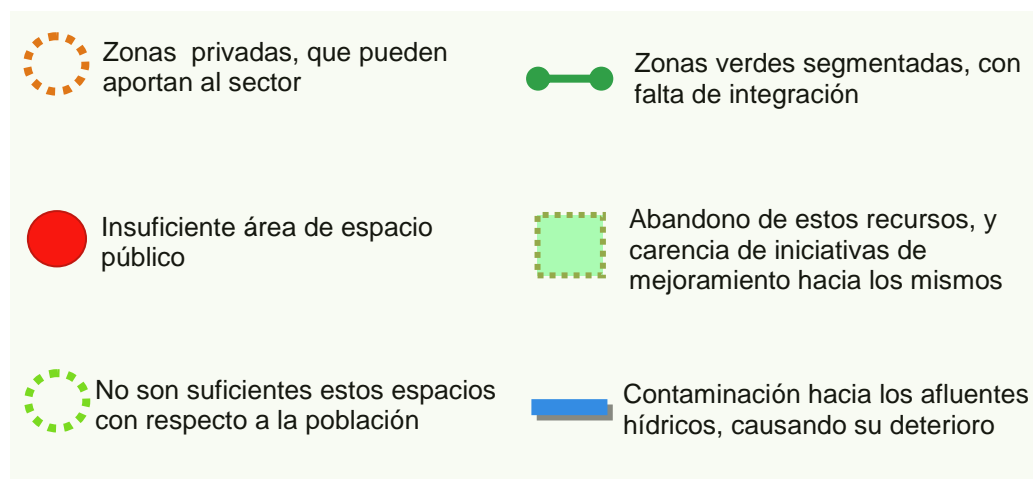 Zonas  privadas, que pueden
aportan al sector
Zonas verdes segmentadas, con
falta de integración
Insuficiente área de espacio
público
Abandono de estos recursos, y
carencia de iniciativas de
mejoramiento hacia los mismos
No son suficientes estos espacios
con respecto a la población
Contaminación hacia los afluentes
hídricos, causando su deterioro